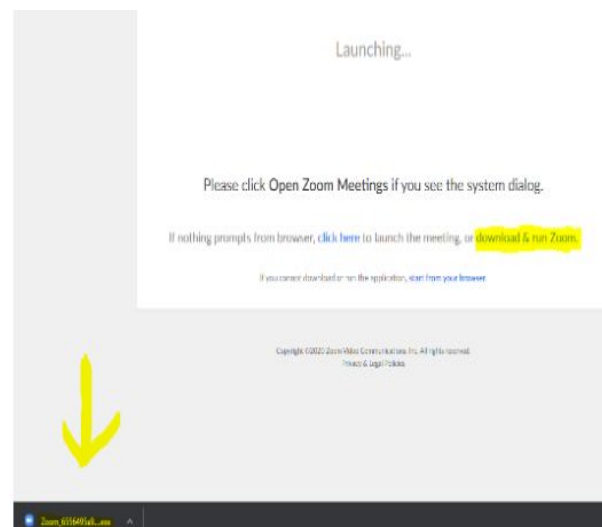 Launching...
Please click Open Zoom Meetings if you see the system dialog.
If nothing prompts from browser, click here to launch the meeting, or download & run Zoom.
If you cannot download or run the application, start from your browser.
Copyright ©2020 Zoom Video Communications, Inc. All rights reserved.
Privacy & Legal Policies